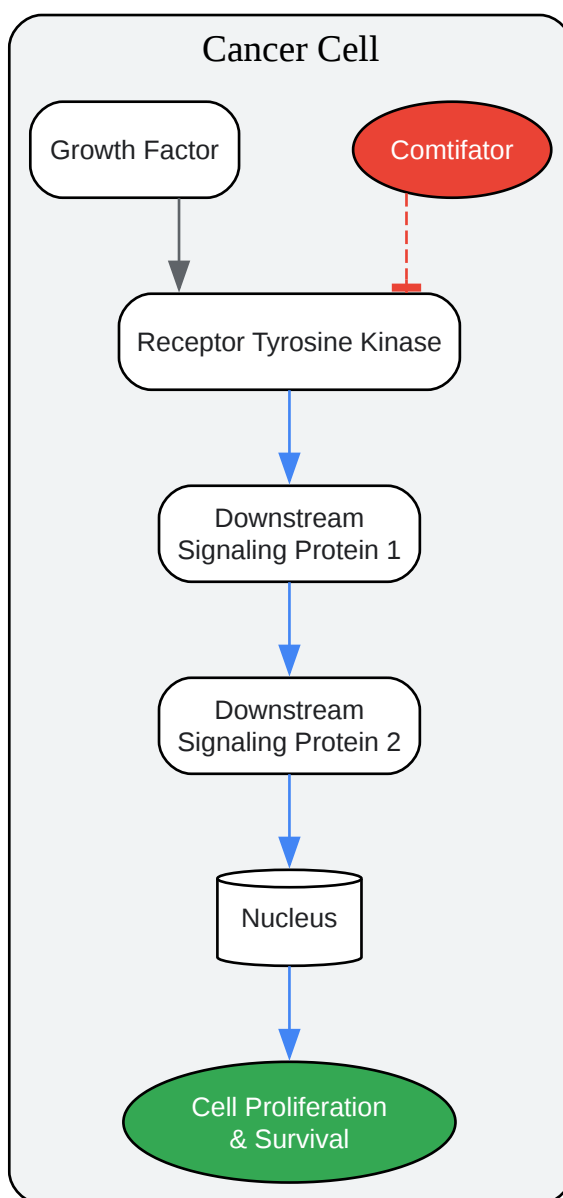 Cancer Cell
Growth Factor
Comtifator
Receptor Tyrosine Kinase
Downstream
Signaling Protein 1
Downstream
Signaling Protein 2
Nucleus
Cell Proliferation
& Survival